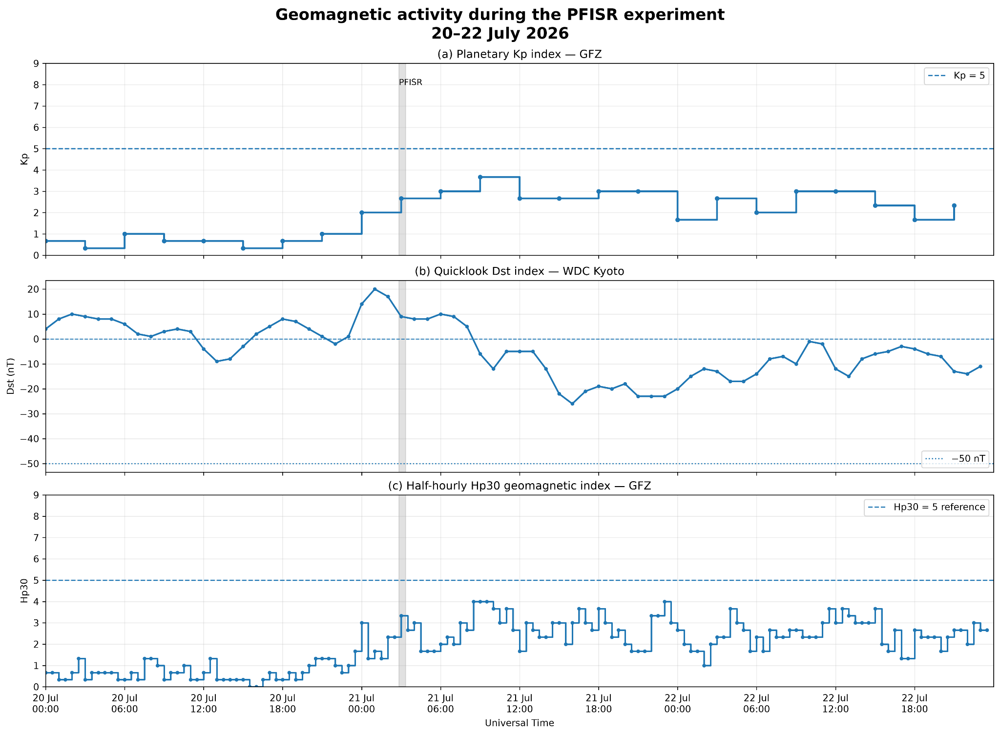 Geomagnetic activity during the PFISR experiment
20–22 July 2026
(a) Planetary Kp index — GFZ
9
8
7
6
5
4
3
2
1
0
Kp
PFISR
Kp = 5
(b) Quicklook Dst index — WDC Kyoto
20
10
0
−10
−20
−30
−40
−50
Dst (nT)
−50 nT
(c) Half-hourly Hp30 geomagnetic index — GFZ
9
8
7
6
5
4
3
2
1
0
Hp30
Hp30 = 5 reference
20 Jul 20 Jul 20 Jul 20 Jul 21 Jul 21 Jul 21 Jul 21 Jul 22 Jul 22 Jul 22 Jul 22 Jul
00:00 06:00 12:00 18:00 00:00 06:00 12:00 18:00 00:00 06:00 12:00 18:00
Universal Time